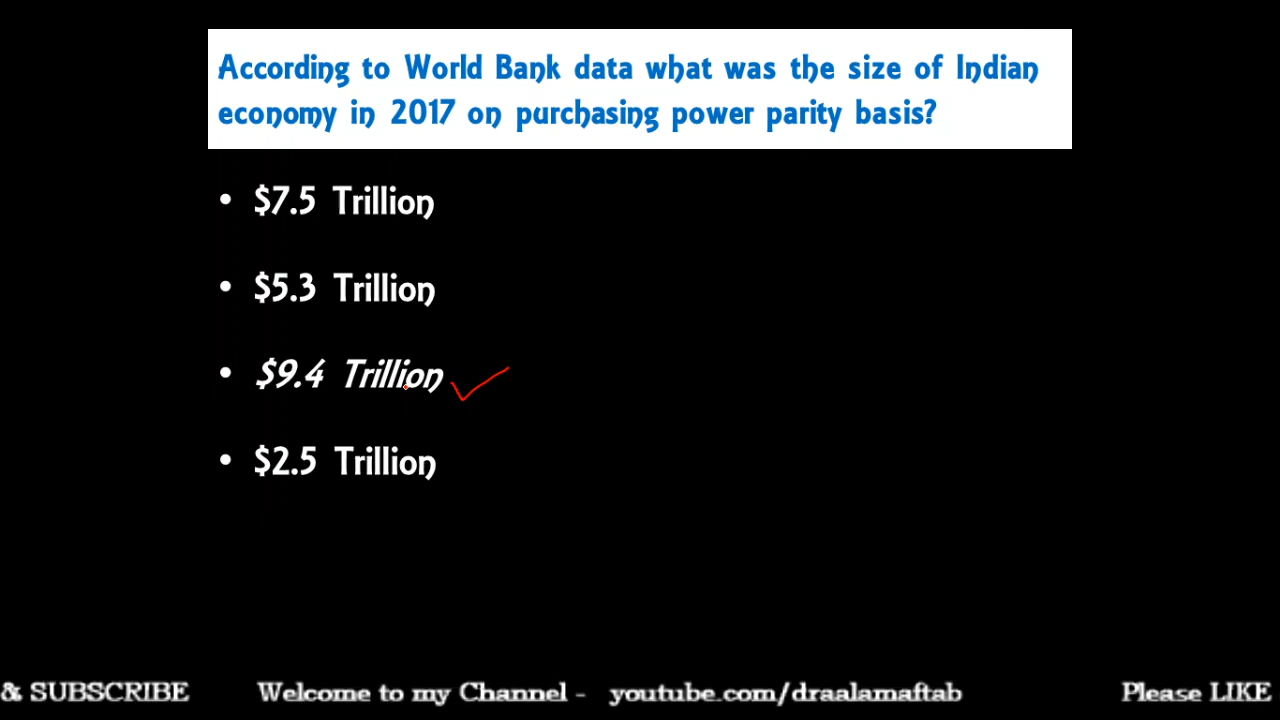 According to World Bank data what was the size of Indian
economy in 2017 on purchasing power parity basis?
• $7.5 Trillion
• $5.3 Trillion
• $9.4 Trillion
• $2.5 Trillion
& SUBSCRIBE Welcome to my Channel - youtube.com/draalamaftab Please LIKE